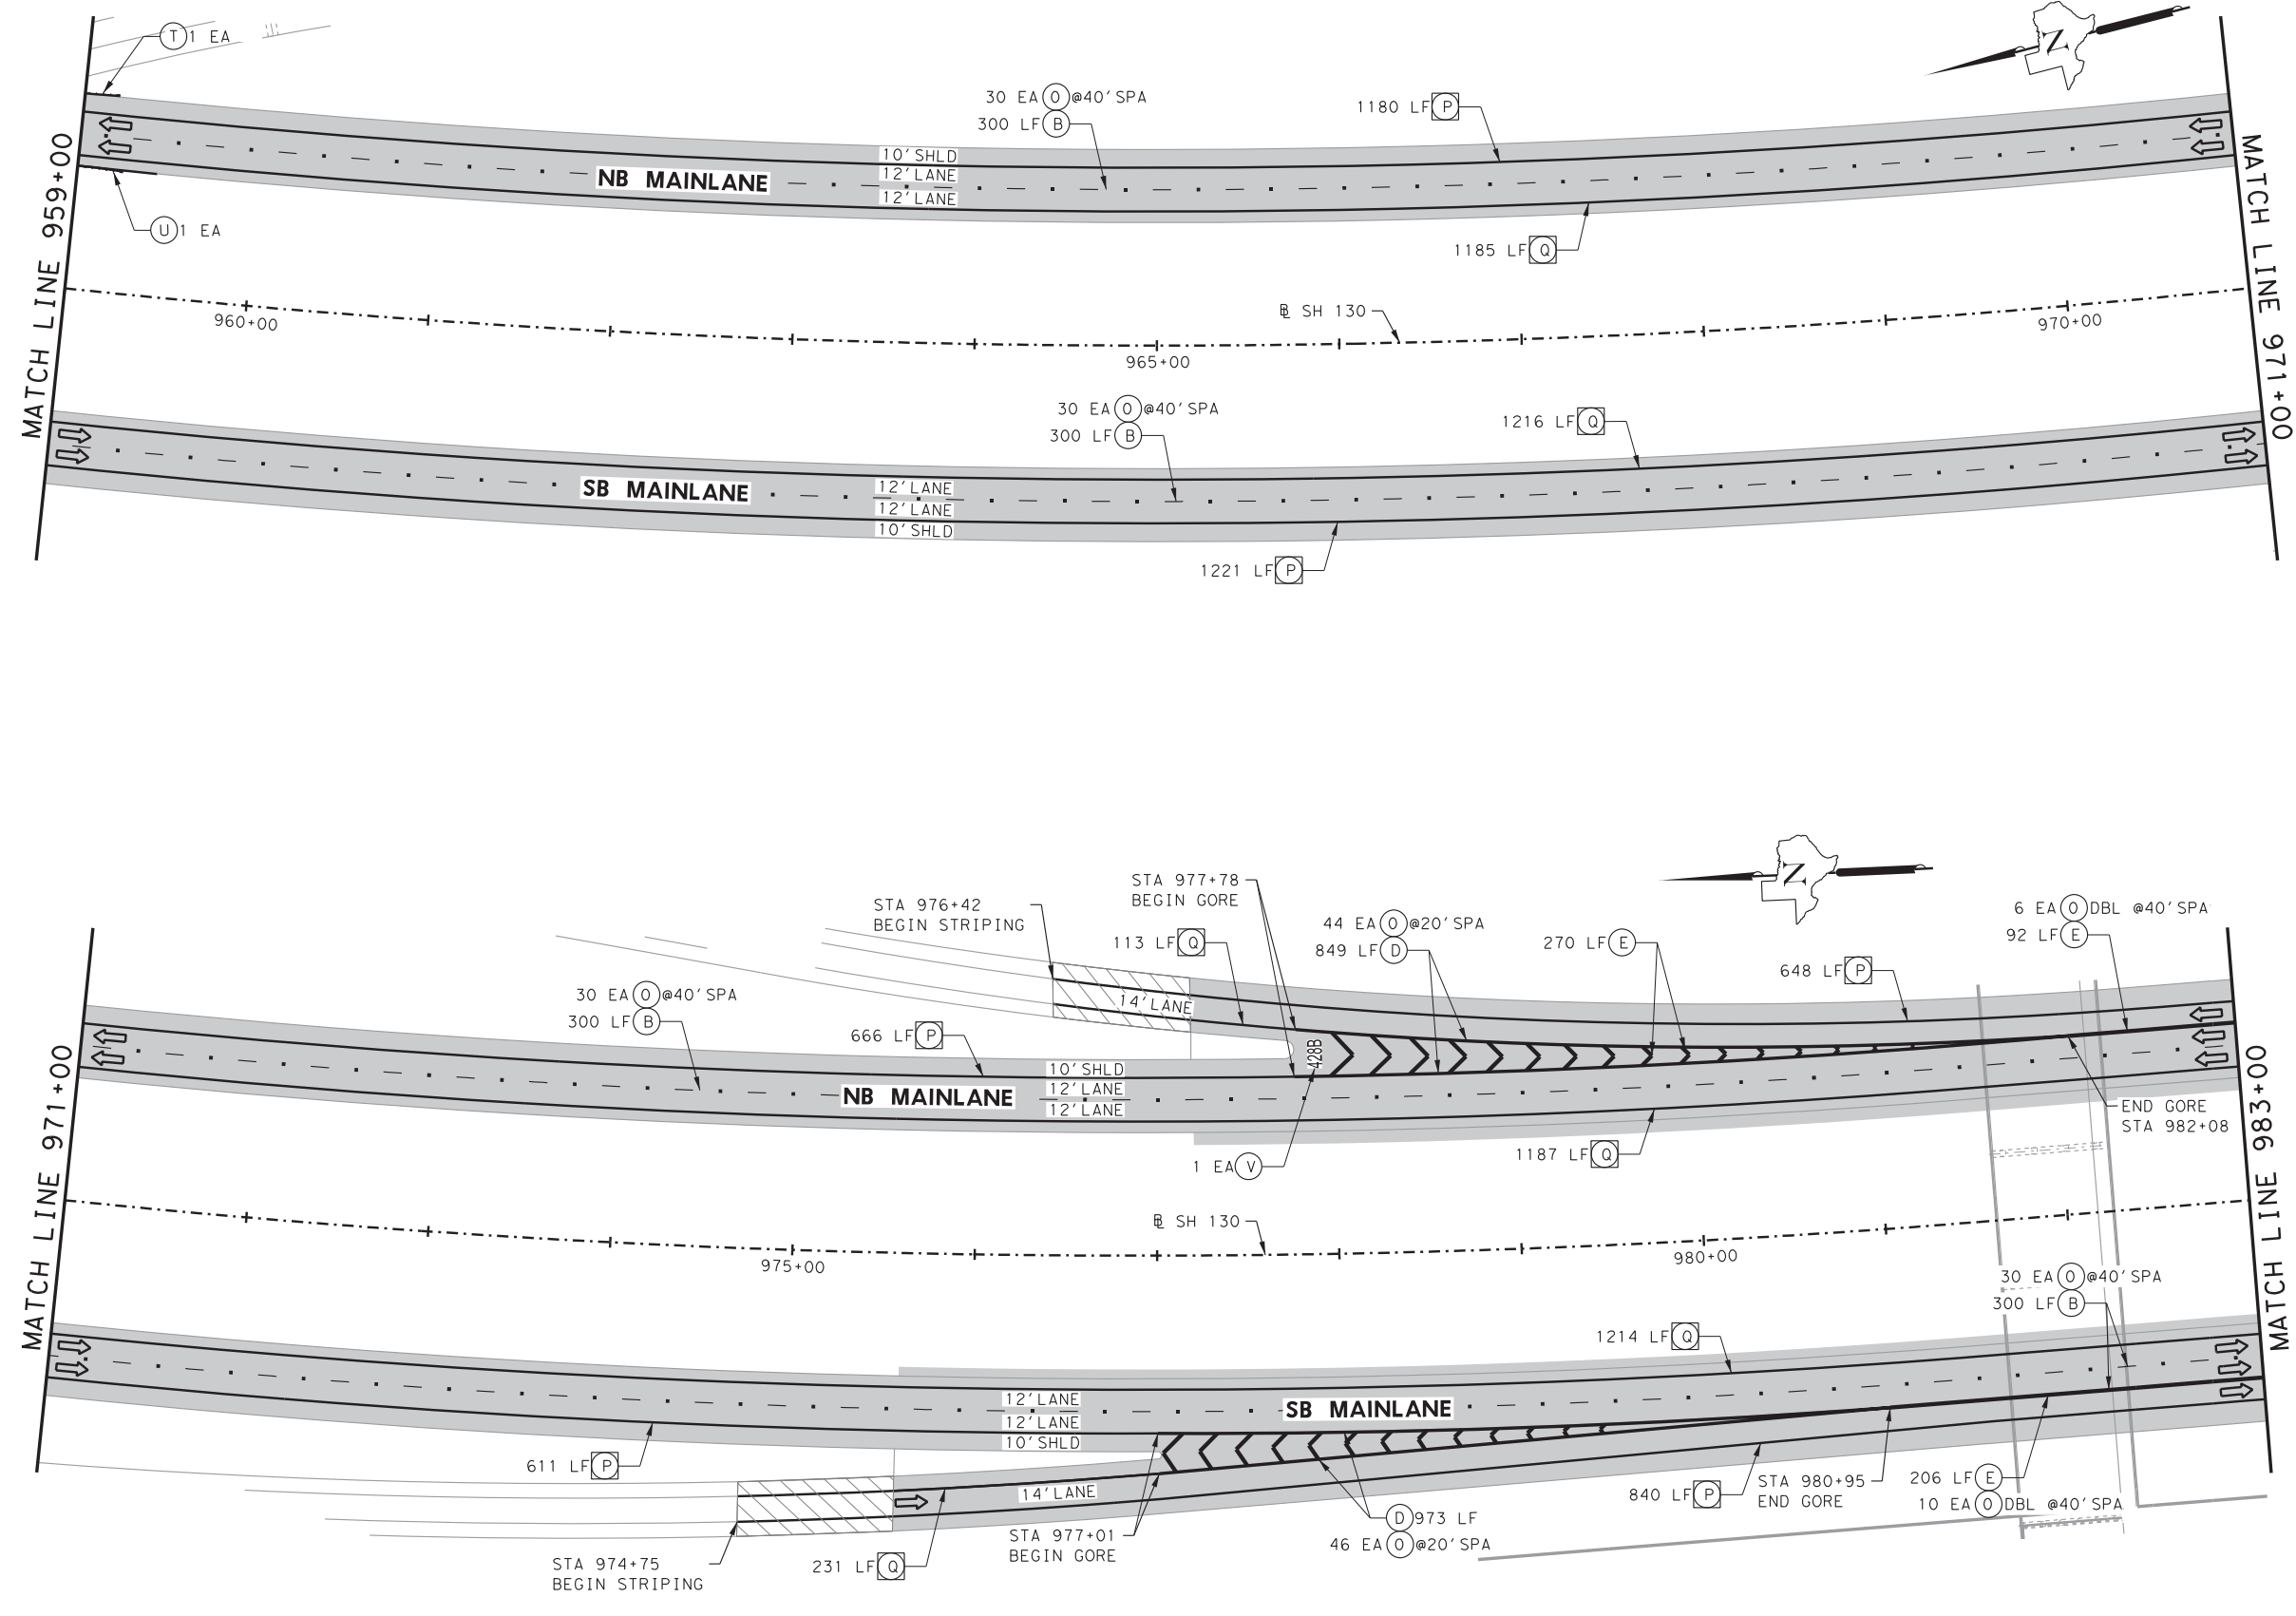 T 1 EA
N
30 EA O @40' SPA
300 LF B
1180 LF P
MATCH LINE 959+00
MATCH LINE 971+00
10' SHLD
12' LANE
12' LANE
NB MAINLANE
U 1 EA
1185 LF Q
℄ SH 130
960+00
965+00
970+00
30 EA O @40' SPA
300 LF B
1216 LF Q
SB MAINLANE
12' LANE
12' LANE
10' SHLD
1221 LF P
N
STA 977+78
BEGIN GORE
STA 976+42
BEGIN STRIPING
113 LF Q
44 EA O @20' SPA
849 LF D
270 LF E
6 EA O DBL @40' SPA
92 LF E
648 LF P
30 EA O @40' SPA
300 LF B
666 LF P
14' LANE
428B
MATCH LINE 971+00
MATCH LINE 983+00
10' SHLD
12' LANE
12' LANE
NB MAINLANE
END GORE
STA 982+08
1 EA V
1187 LF Q
℄ SH 130
975+00
980+00
30 EA O @40' SPA
300 LF B
1214 LF Q
12' LANE
12' LANE
10' SHLD
SB MAINLANE
611 LF P
14' LANE
840 LF P
STA 980+95
END GORE
206 LF E
10 EA O DBL @40' SPA
D 973 LF
46 EA O @20' SPA
STA 977+01
BEGIN GORE
STA 974+75
BEGIN STRIPING
231 LF Q